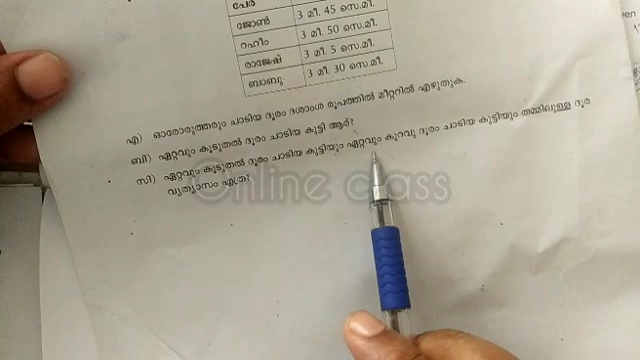 പേര്
ജോൺ 3 മീ. 45 സെ.മീ.
റഹീം 3 മീ. 50 സെ.മീ.
രാജേഷ് 3 മീ. 5 സെ.മീ.
ബാബു 3 മീ. 30 സെ.മീ.
എ) ഓരോരുത്തരും ചാടിയ ദൂരം ദശാംശ രൂപത്തിൽ മീറ്ററിൽ എഴുതുക.
ബി) ഏറ്റവും കൂടുതൽ ദൂരം ചാടിയ കുട്ടി ആര്?
സി) ഏറ്റവും കൂടുതൽ ദൂരം ചാടിയ കുട്ടിയും ഏറ്റവും കുറവു ദൂരം ചാടിയ കുട്ടിയും തമ്മിലുള്ള ദൂര
വ്യത്യാസം എത്ര?
Online class